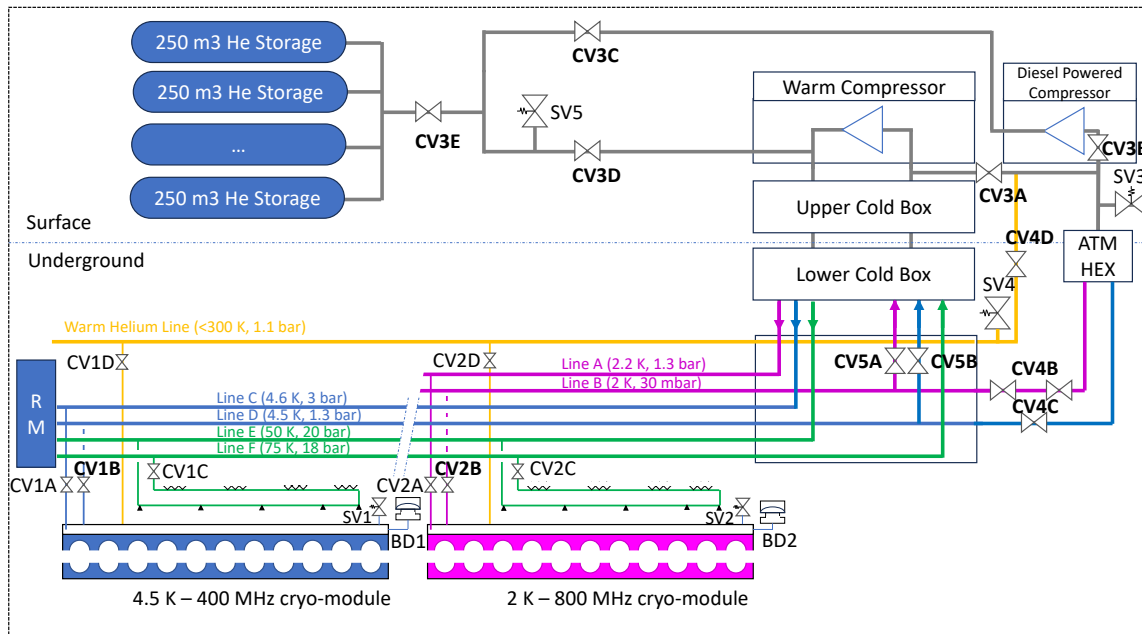 250 m3 He Storage
250 m3 He Storage
...
250 m3 He Storage
CV3E
SV5
CV3C
CV3D
Warm Compressor
Diesel Powered
Compressor
CV3A
SV3
Upper Cold Box
CV4D
ATM
HEX
Surface
Underground
Lower Cold Box
SV4
Warm Helium Line (<300 K, 1.1 bar)
CV1D
CV2D
Line A (2.2 K, 1.3 bar)
Line B (2 K, 30 mbar)
CV5A
CV5B
CV4B
CV4C
R
M
Line C (4.6 K, 3 bar)
Line D (4.5 K, 1.3 bar)
Line E (50 K, 20 bar)
Line F (75 K, 18 bar)
CV1A
CV1B
CV1C
CV2A
CV2B
CV2C
SV1
BD1
SV2
BD2
4.5 K – 400 MHz cryo-module
2 K – 800 MHz cryo-module